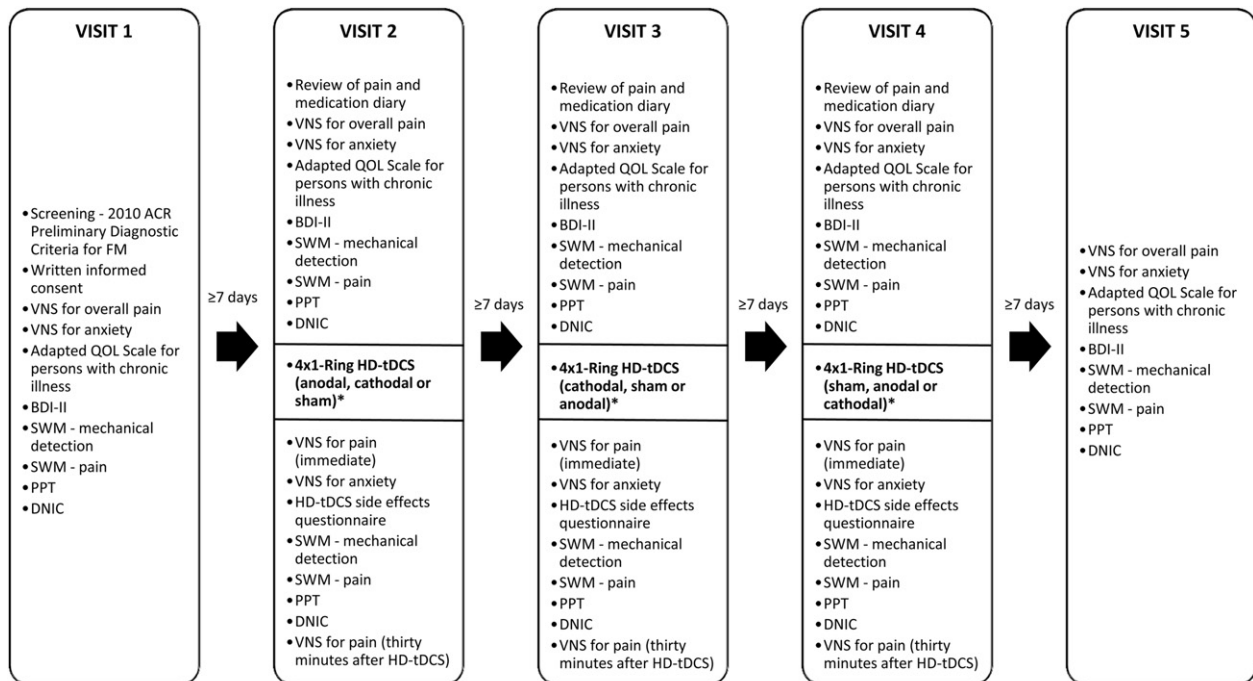 VISIT 1
•Screening - 2010 ACR
Preliminary Diagnostic
Criteria for FM
•Written informed
consent
•VNS for overall pain
•VNS for anxiety
•Adapted QOL Scale for
persons with chronic
illness
•BDI-II
•SWM - mechanical
detection
•SWM - pain
•PPT
•DNIC
≥7 days
VISIT 2
•Review of pain and
medication diary
•VNS for overall pain
•VNS for anxiety
•Adapted QOL Scale for
persons with chronic
illness
•BDI-II
•SWM - mechanical
detection
•SWM - pain
•PPT
•DNIC
•4x1-Ring HD-tDCS
(anodal, cathodal or
sham)*
•VNS for pain
(immediate)
•VNS for anxiety
•HD-tDCS side effects
questionnaire
•SWM - mechanical
detection
•SWM - pain
•PPT
•DNIC
•VNS for pain (thirty
minutes after HD-tDCS)
≥7 days
VISIT 3
•Review of pain and
medication diary
•VNS for overall pain
•VNS for anxiety
•Adapted QOL Scale for
persons with chronic
illness
•BDI-II
•SWM - mechanical
detection
•SWM - pain
•PPT
•DNIC
•4x1-Ring HD-tDCS
(cathodal, sham or
anodal)*
•VNS for pain
(immediate)
•VNS for anxiety
•HD-tDCS side effects
questionnaire
•SWM - mechanical
detection
•SWM - pain
•PPT
•DNIC
•VNS for pain (thirty
minutes after HD-tDCS)
≥7 days
VISIT 4
•Review of pain and
medication diary
•VNS for overall pain
•VNS for anxiety
•Adapted QOL Scale for
persons with chronic
illness
•BDI-II
•SWM - mechanical
detection
•SWM - pain
•PPT
•DNIC
•4x1-Ring HD-tDCS
(sham, anodal or
cathodal)*
•VNS for pain
(immediate)
•VNS for anxiety
•HD-tDCS side effects
questionnaire
•SWM - mechanical
detection
•SWM - pain
•PPT
•DNIC
•VNS for pain (thirty
minutes after HD-tDCS)
≥7 days
VISIT 5
•VNS for overall pain
•VNS for anxiety
•Adapted QOL Scale for
persons with chronic
illness
•BDI-II
•SWM - mechanical
detection
•SWM - pain
•PPT
•DNIC